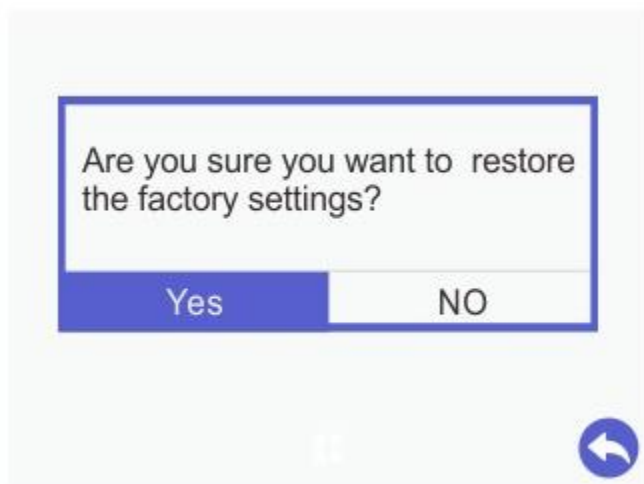 Are you sure you want to  restore
the factory settings?
Yes
NO